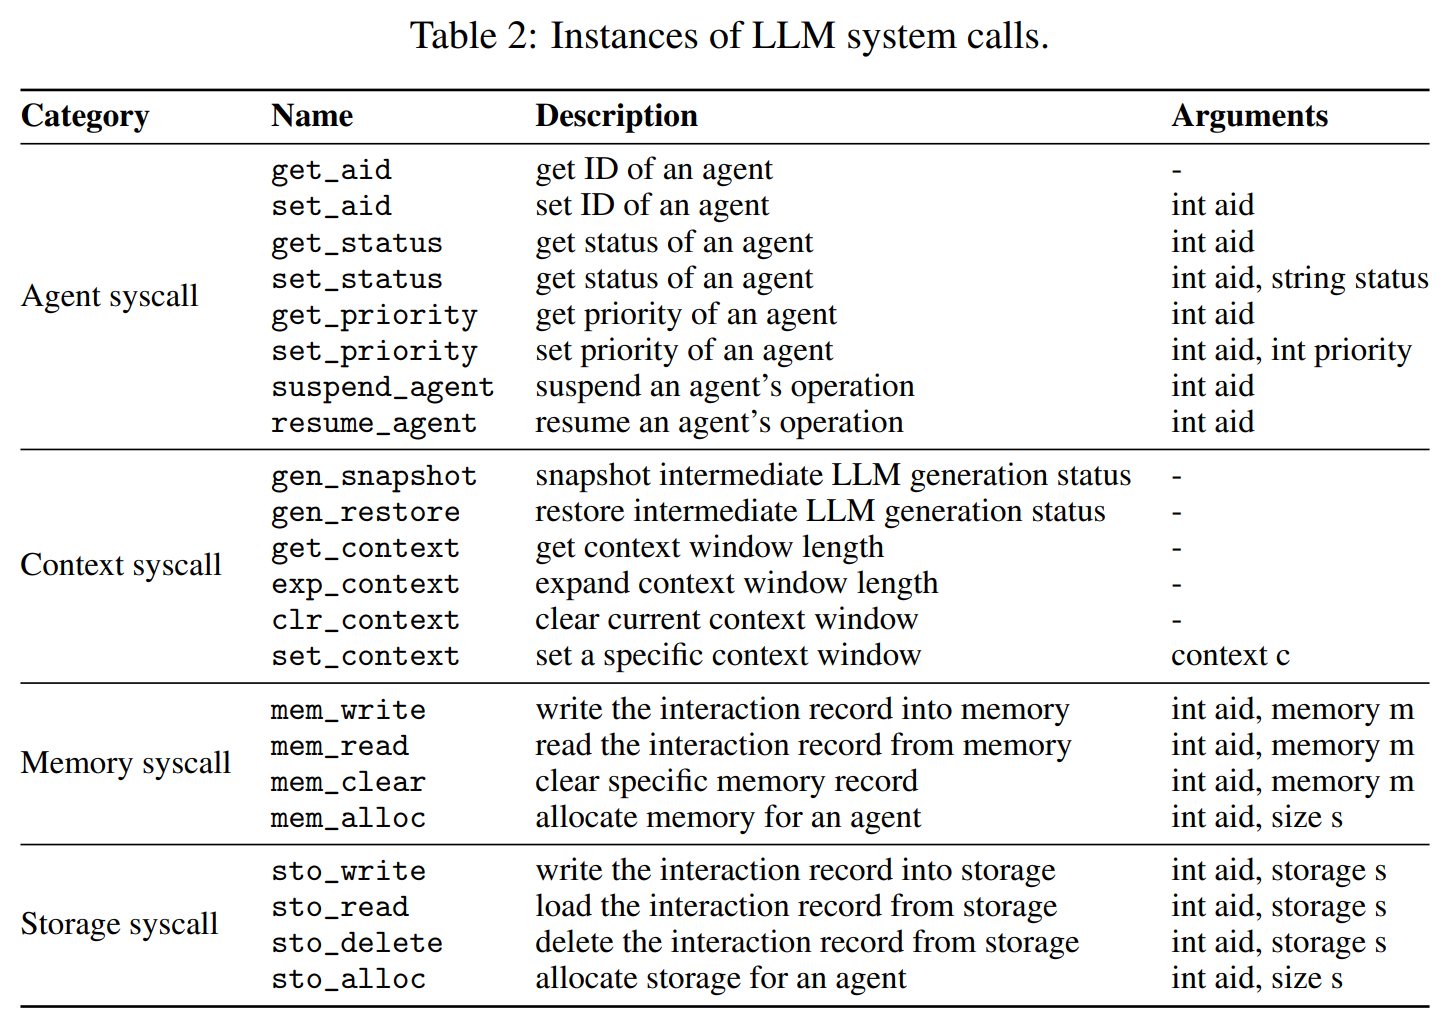 Table 2: Instances of LLM system calls.
Category Name Description Arguments
get_aid get ID of an agent -
set_aid set ID of an agent int aid
get_status get status of an agent int aid
set_status get status of an agent int aid, string status
Agent syscall
get_priority get priority of an agent int aid
set_priority set priority of an agent int aid, int priority
suspend_agent suspend an agent’s operation int aid
resume_agent resume an agent’s operation int aid
gen_snapshot snapshot intermediate LLM generation status -
gen_restore restore intermediate LLM generation status -
get_context get context window length -
Context syscall
exp_context expand context window length -
clr_context clear current context window -
set_context set a specific context window context c
mem_write write the interaction record into memory int aid, memory m
mem_read read the interaction record from memory int aid, memory m
Memory syscall
mem_clear clear specific memory record int aid, memory m
mem_alloc allocate memory for an agent int aid, size s
sto_write write the interaction record into storage int aid, storage s
sto_read load the interaction record from storage int aid, storage s
Storage syscall
sto_delete delete the interaction record from storage int aid, storage s
sto_alloc allocate storage for an agent int aid, size s